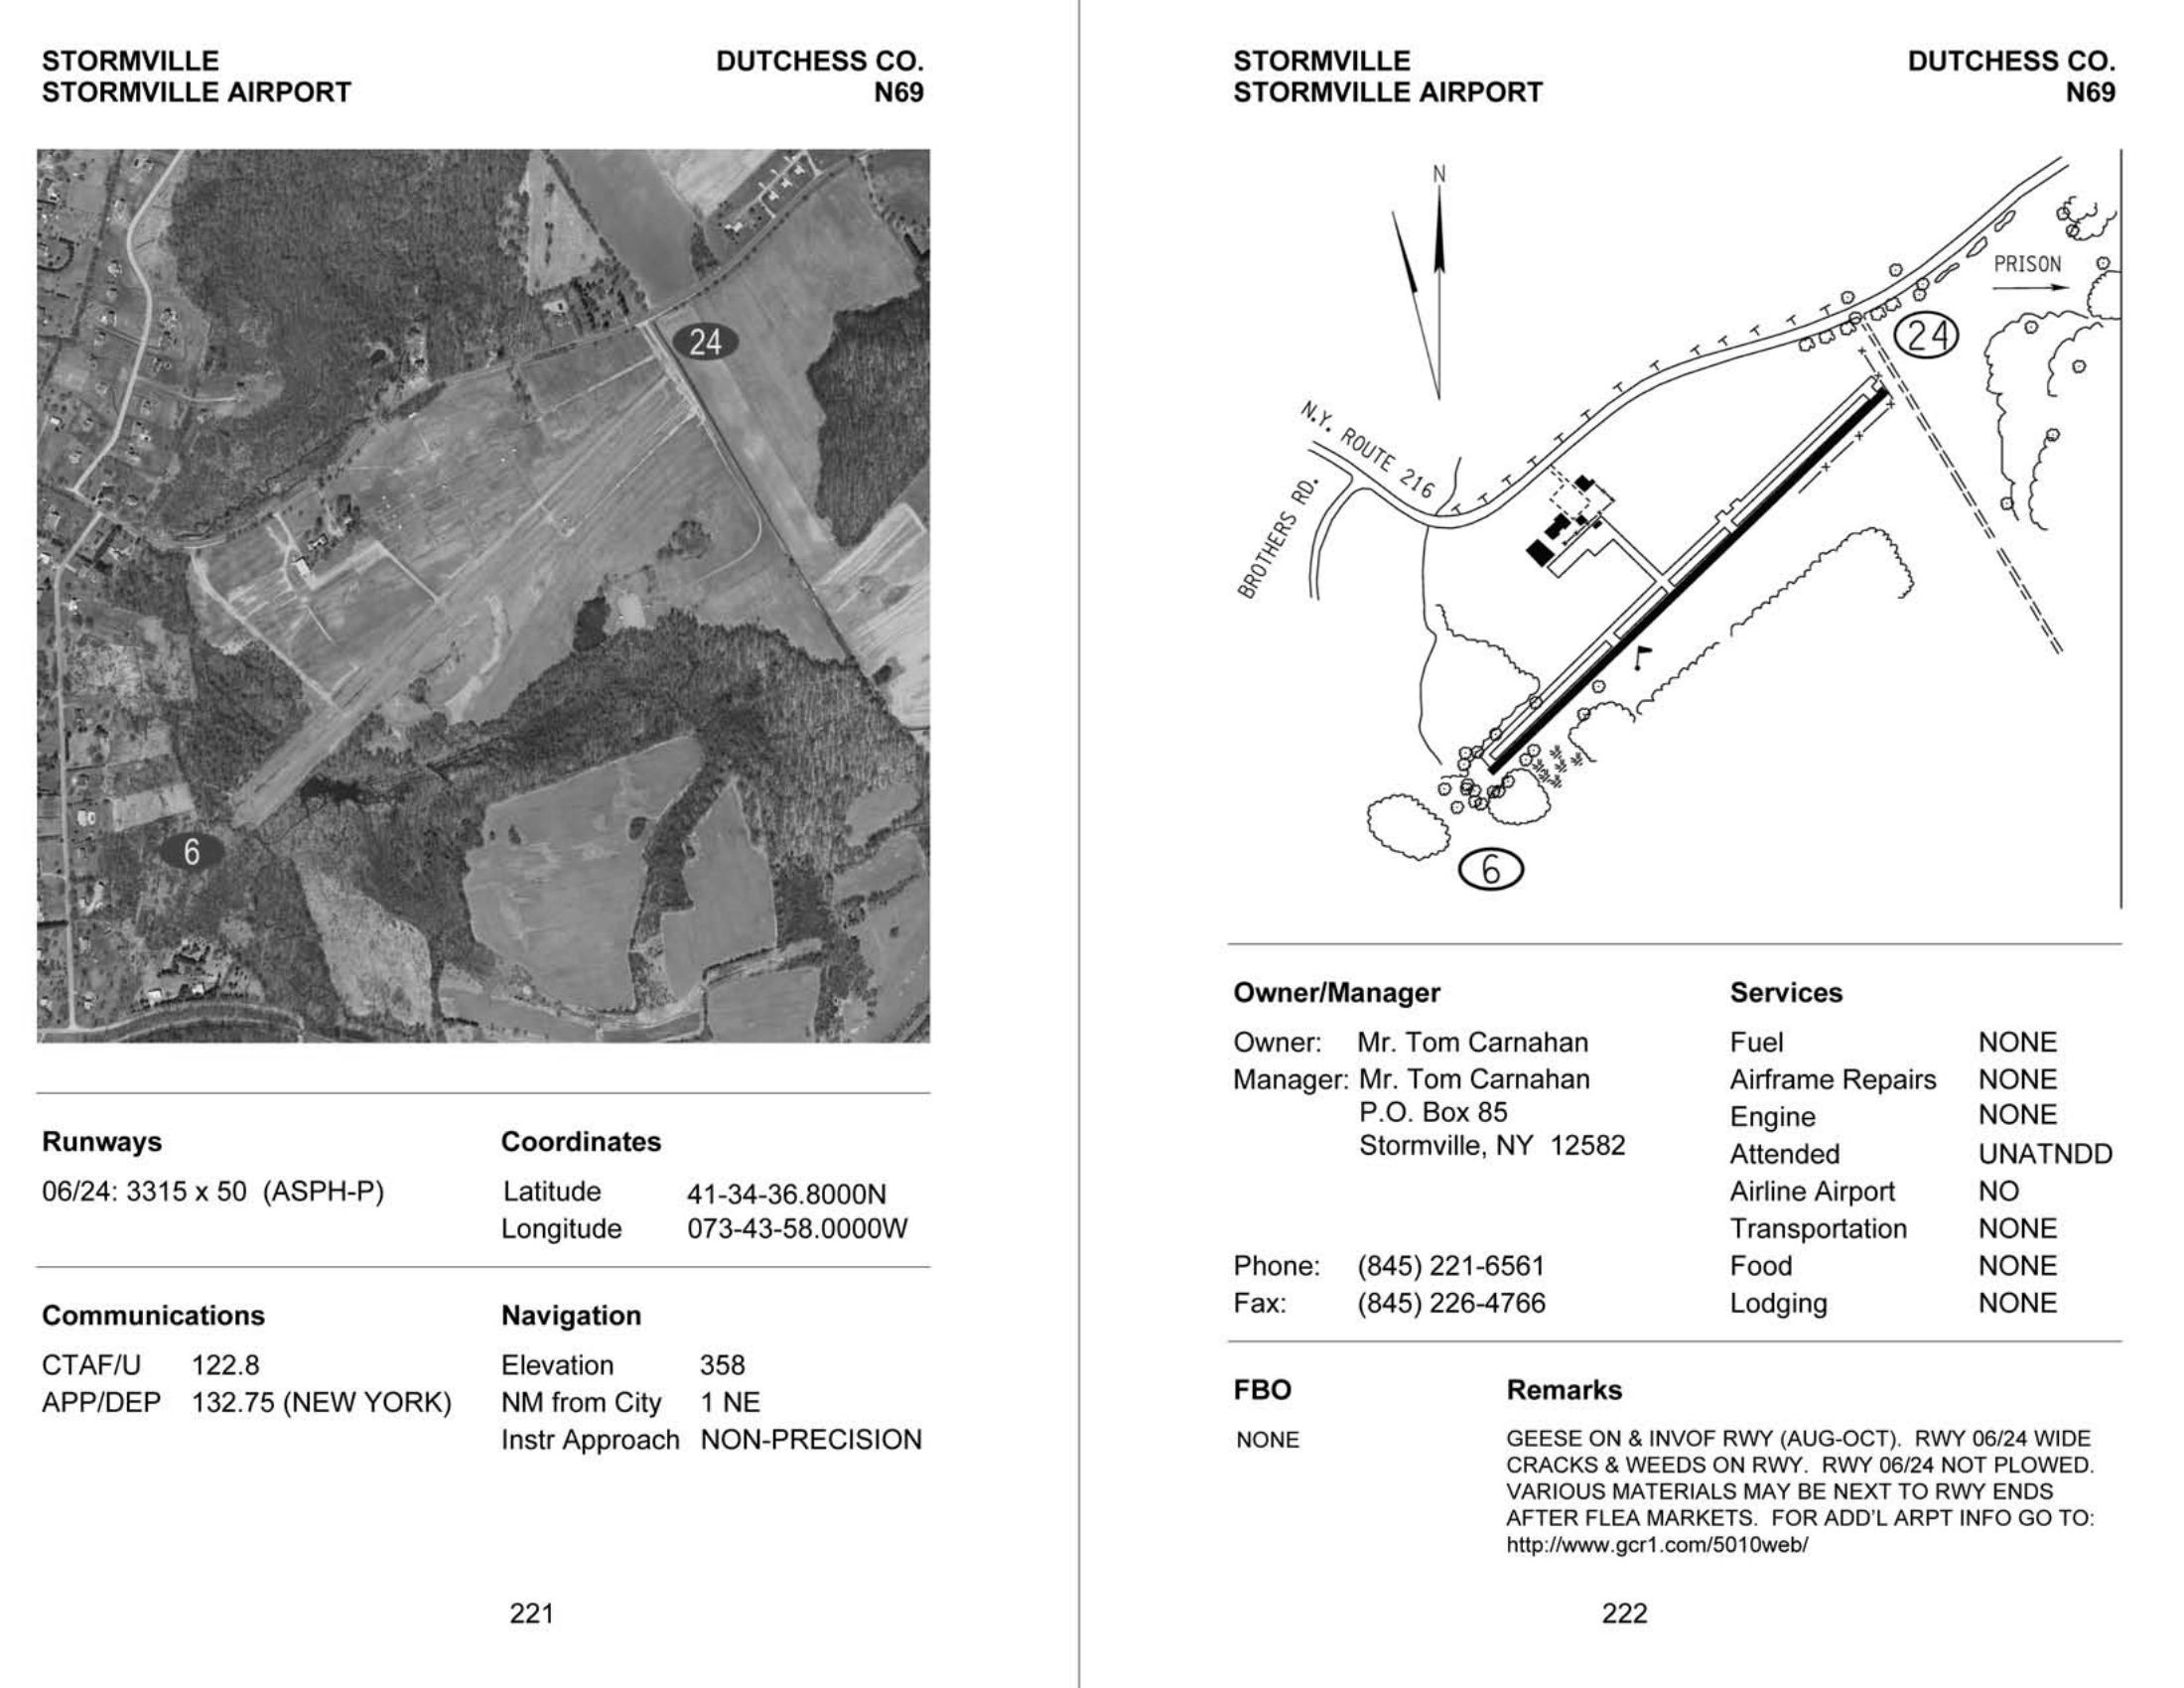 STORMVILLE
STORMVILLE AIRPORT
DUTCHESS CO.
N69
24
6
Runways
06/24: 3315 x 50 (ASPH-P)
Coordinates
Latitude 41-34-36.8000N
Longitude 073-43-58.0000W
Communications
CTAF/U 122.8
APP/DEP 132.75 (NEW YORK)
Navigation
Elevation 358
NM from City 1 NE
Instr Approach NON-PRECISION
221
STORMVILLE
STORMVILLE AIRPORT
DUTCHESS CO.
N69
N
PRISON
24
N.Y. ROUTE 216
BROTHERS RD.
6
Owner/Manager
Owner: Mr. Tom Carnahan
Manager: Mr. Tom Carnahan
P.O. Box 85
Stormville, NY 12582
Phone: (845) 221-6561
Fax: (845) 226-4766
Services
Fuel NONE
Airframe Repairs NONE
Engine NONE
Attended UNATNDD
Airline Airport NO
Transportation NONE
Food NONE
Lodging NONE
FBO
NONE
Remarks
GEESE ON & INVOF RWY (AUG-OCT). RWY 06/24 WIDE
CRACKS & WEEDS ON RWY. RWY 06/24 NOT PLOWED.
VARIOUS MATERIALS MAY BE NEXT TO RWY ENDS
AFTER FLEA MARKETS. FOR ADD'L ARPT INFO GO TO:
http://www.gcr1.com/5010web/
222